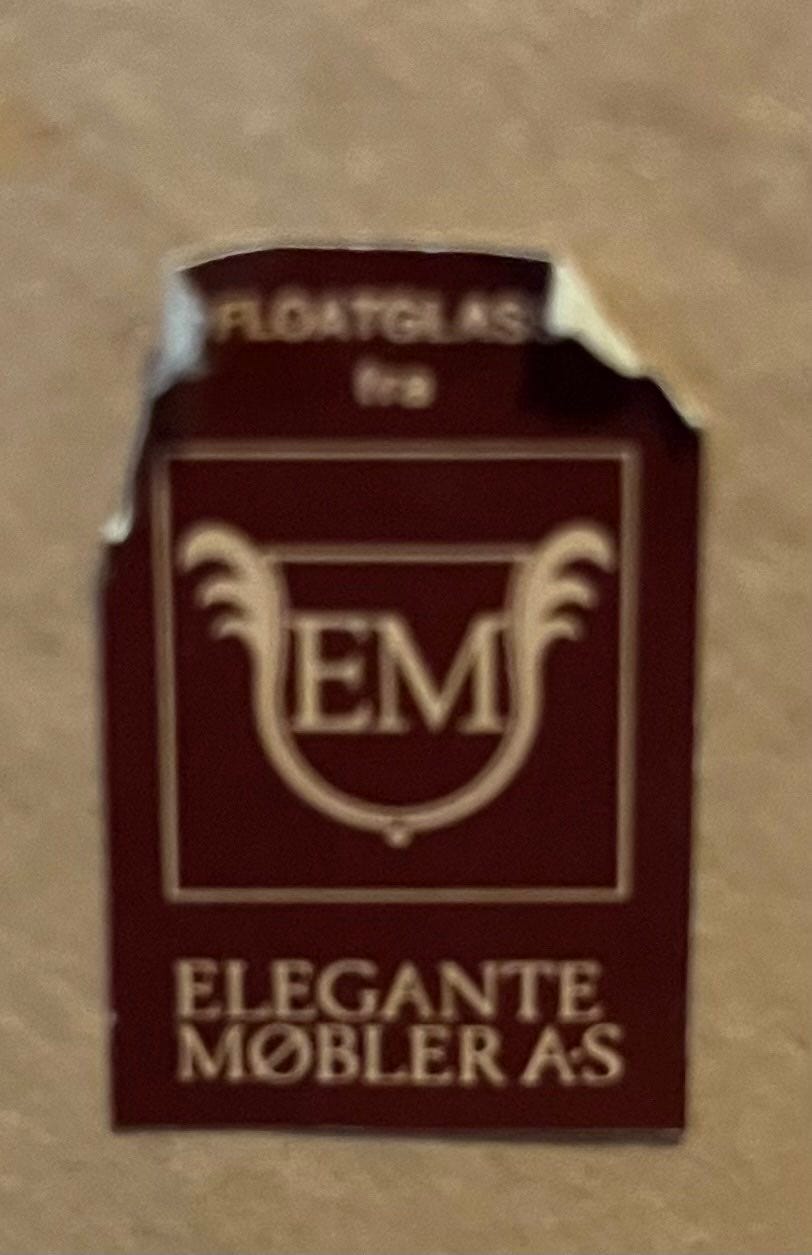 FLOATGLAS
fra
EM
ELEGANTE
MØBLER A·S